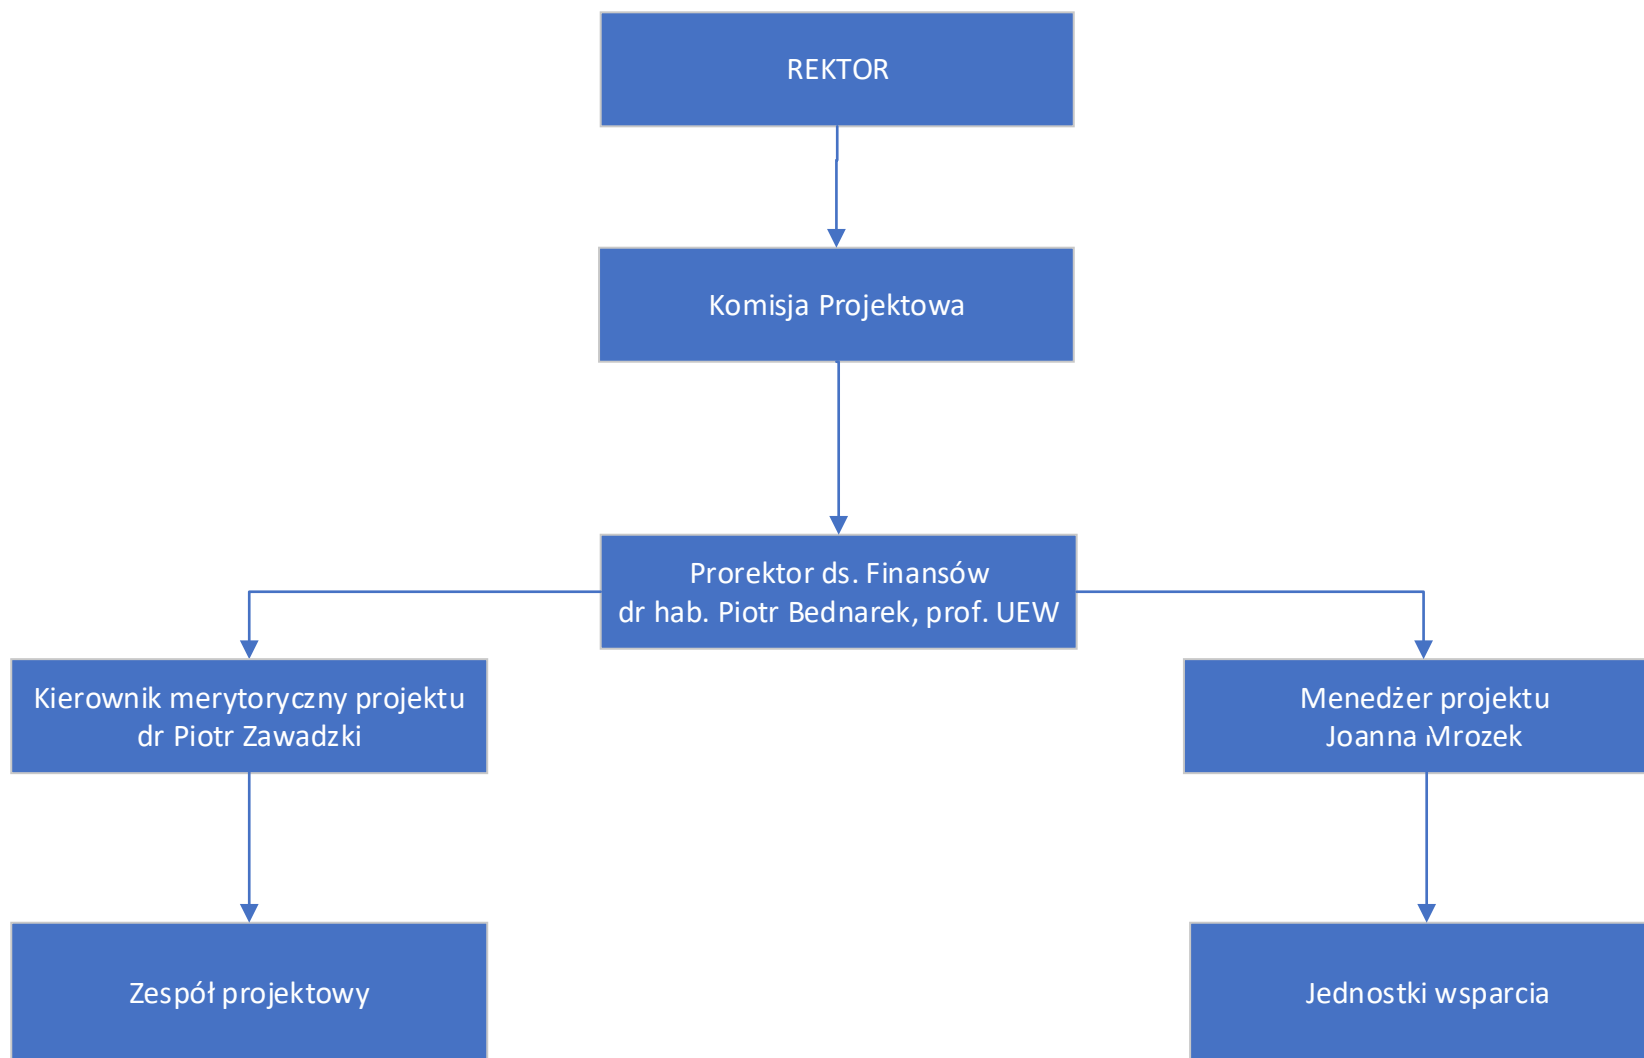 REKTOR
Komisja Projektowa
Prorektor ds. Finansów
dr hab. Piotr Bednarek, prof. UEW
Kierownik merytoryczny projektu
dr Piotr Zawadzki
Menedżer projektu
Joanna Mrozek
Zespół projektowy
Jednostki wsparcia